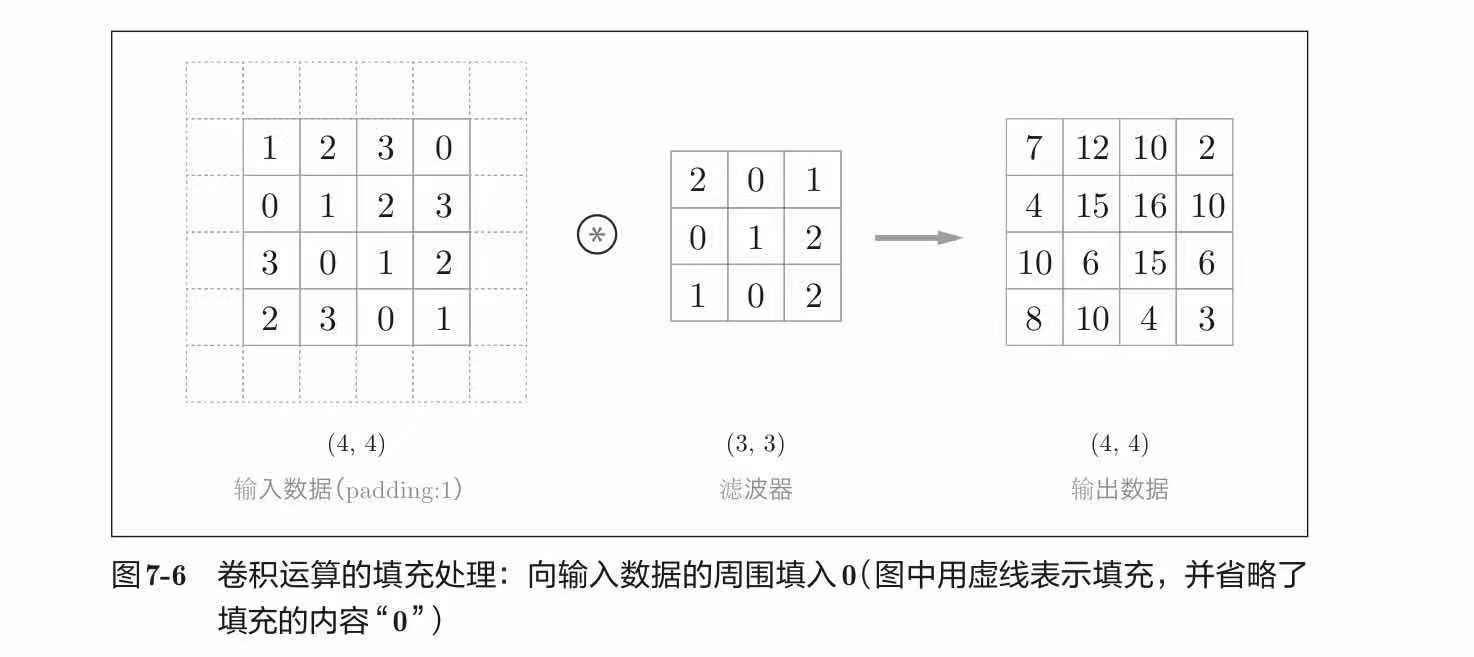 1 2 3 0
0 1 2 3
3 0 1 2
2 3 0 1
(4, 4)
输入数据(padding:1)
*
2 0 1
0 1 2
1 0 2
(3, 3)
滤波器
7 12 10 2
4 15 16 10
10 6 15 6
8 10 4 3
(4, 4)
输出数据
图7-6 卷积运算的填充处理：向输入数据的周围填入0(图中用虚线表示填充，并省略了
填充的内容“0”)